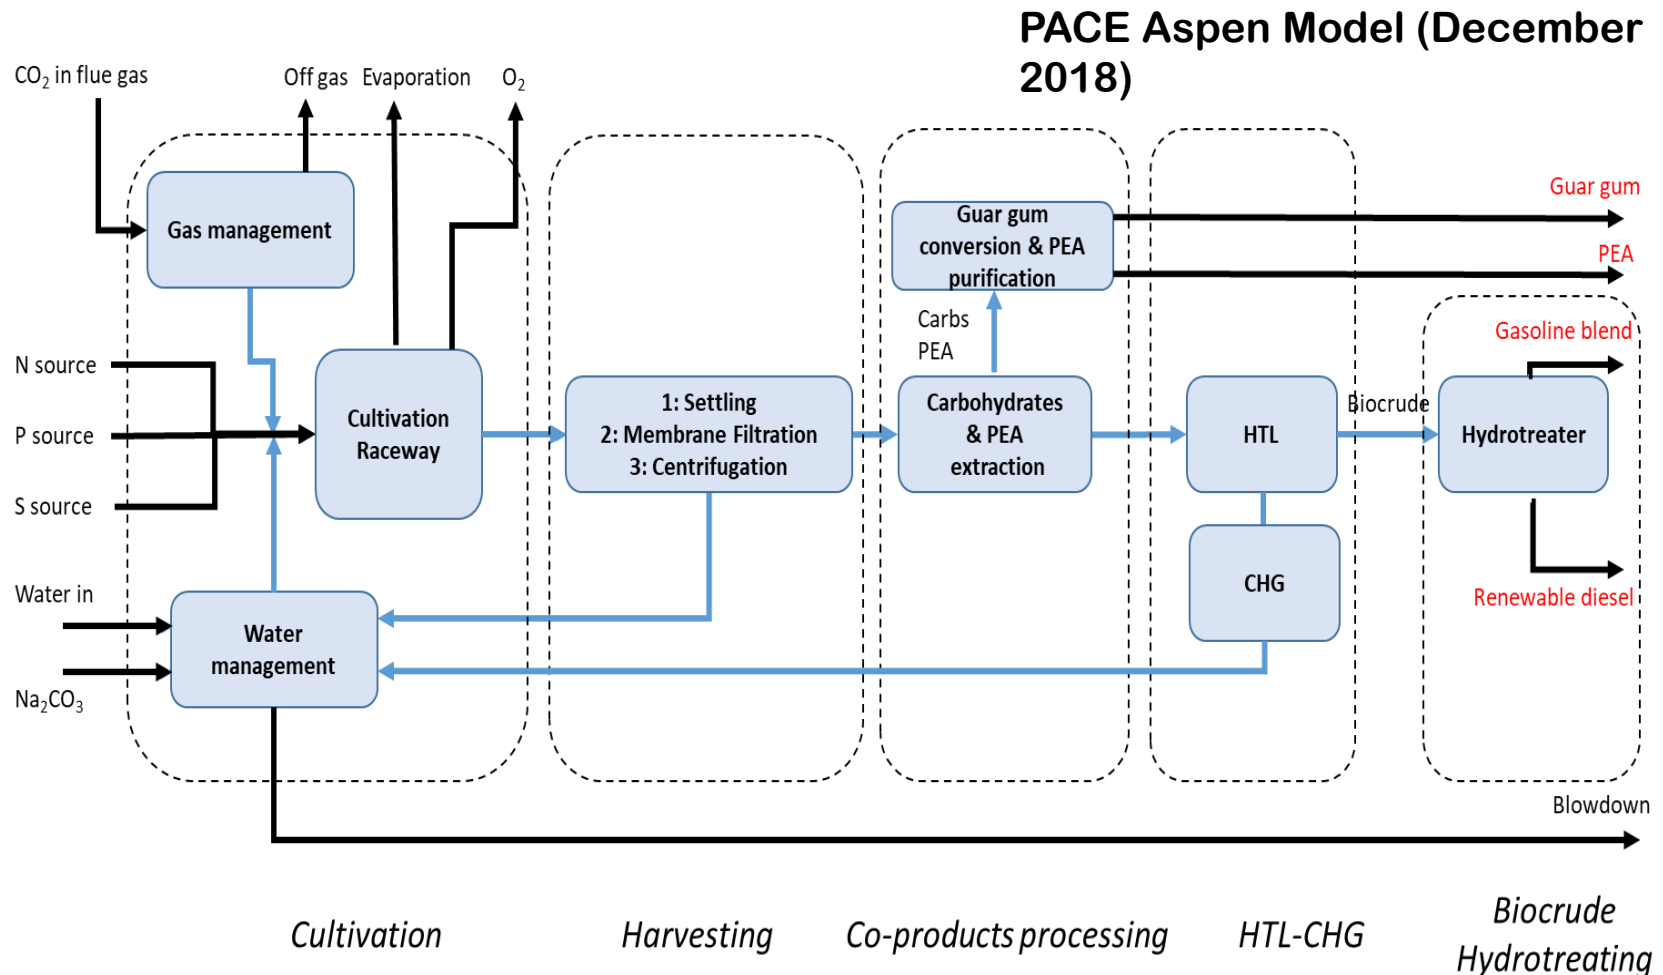 PACE Aspen Model (December
2018)
CO₂ in flue gas
Off gas
Evaporation
O₂
Gas management
Guar gum
conversion & PEA
purification
Guar gum
PEA
Carbs
PEA
Gasoline blend
N source
P source
S source
Cultivation
Raceway
1: Settling
2: Membrane Filtration
3: Centrifugation
Carbohydrates
& PEA
extraction
HTL
Biocrude
Hydrotreater
CHG
Renewable diesel
Water in
Na₂CO₃
Water
management
Blowdown
Cultivation
Harvesting
Co-products processing
HTL-CHG
Biocrude
Hydrotreating